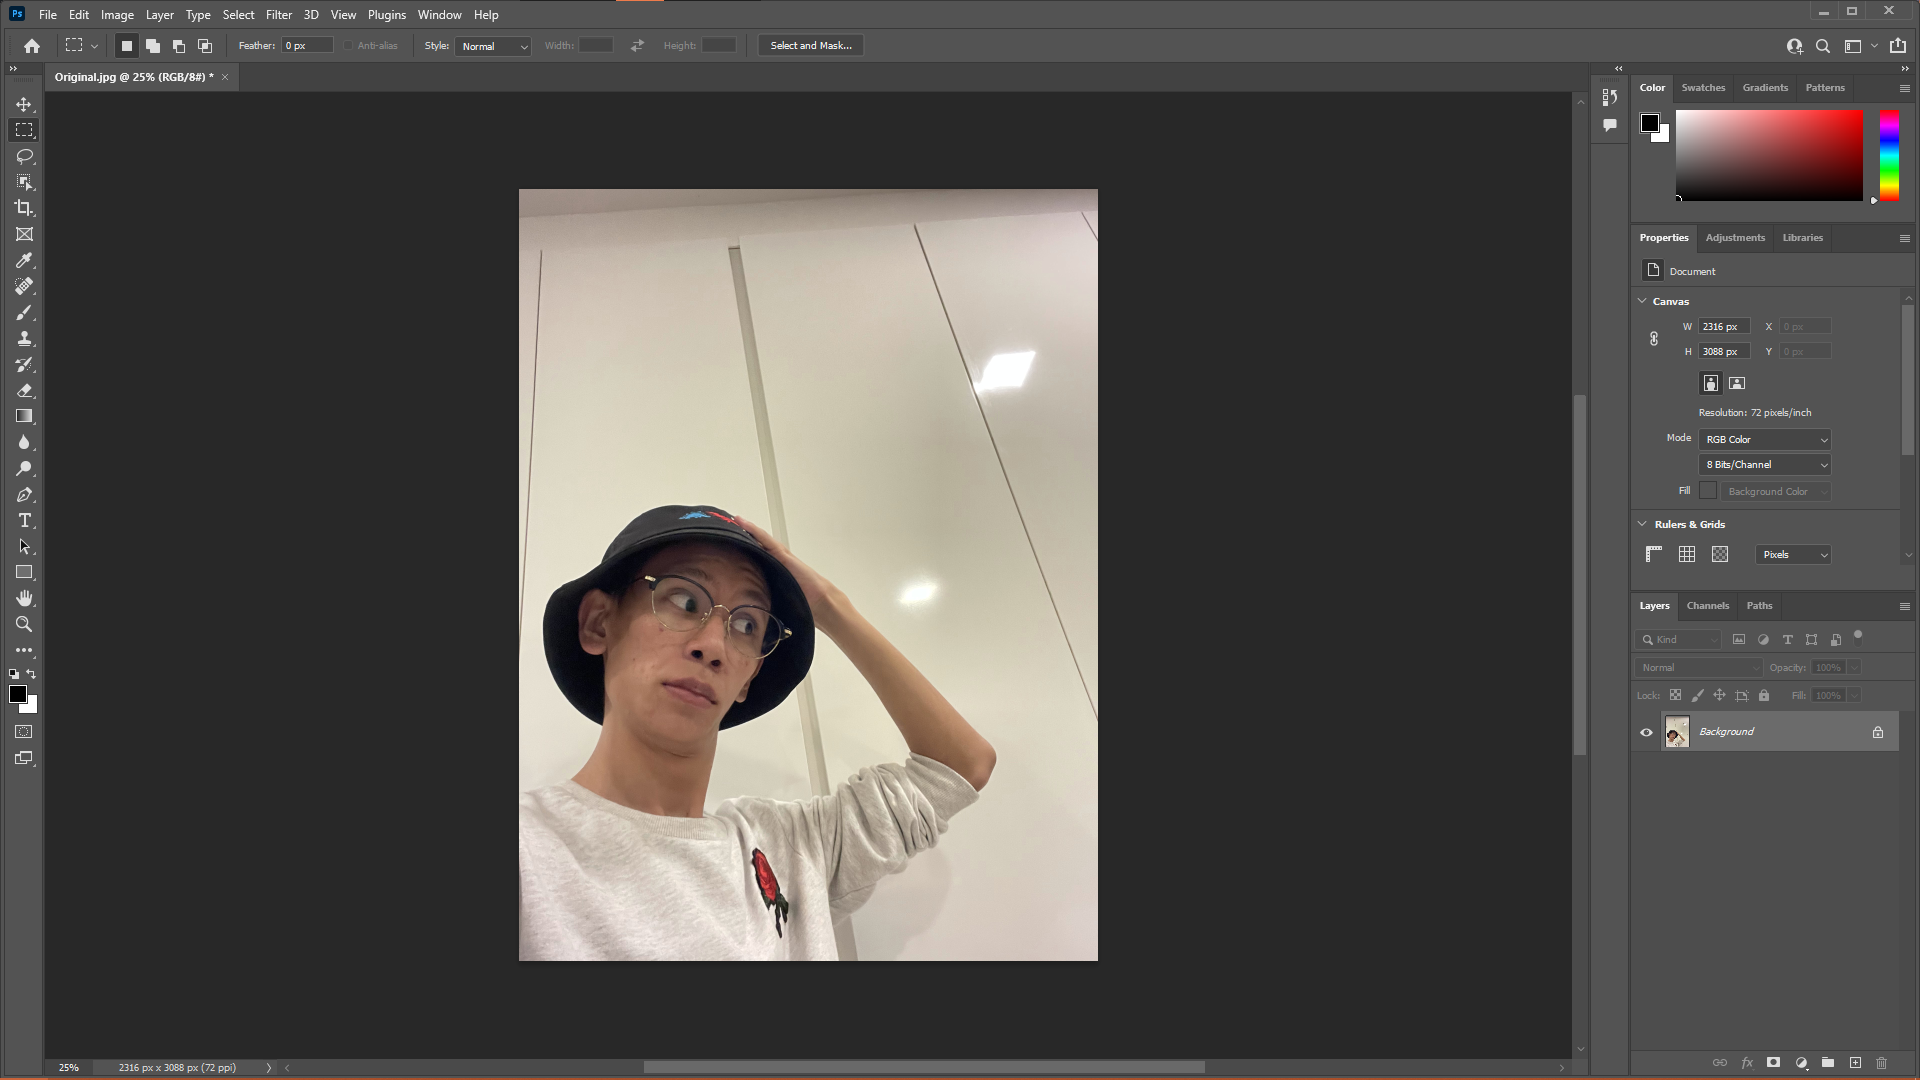 Ps File Edit Image Layer Type Select Filter 3D View Plugins Window Help
Feather: 0 px Anti-alias Style: Normal Width: Height: Select and Mask...
Original.jpg @ 25% (RGB/8#) * ×
Color Swatches Gradients Patterns
Properties Adjustments Libraries
Document
Canvas
W 2316 px X 0 px
H 3088 px Y 0 px
Resolution: 72 pixels/inch
Mode RGB Color
8 Bits/Channel
Fill Background Color
Rulers & Grids
Pixels
Layers Channels Paths
Kind
Normal Opacity: 100%
Lock: Fill: 100%
Background
fx
25% 2316 px x 3088 px (72 ppi)